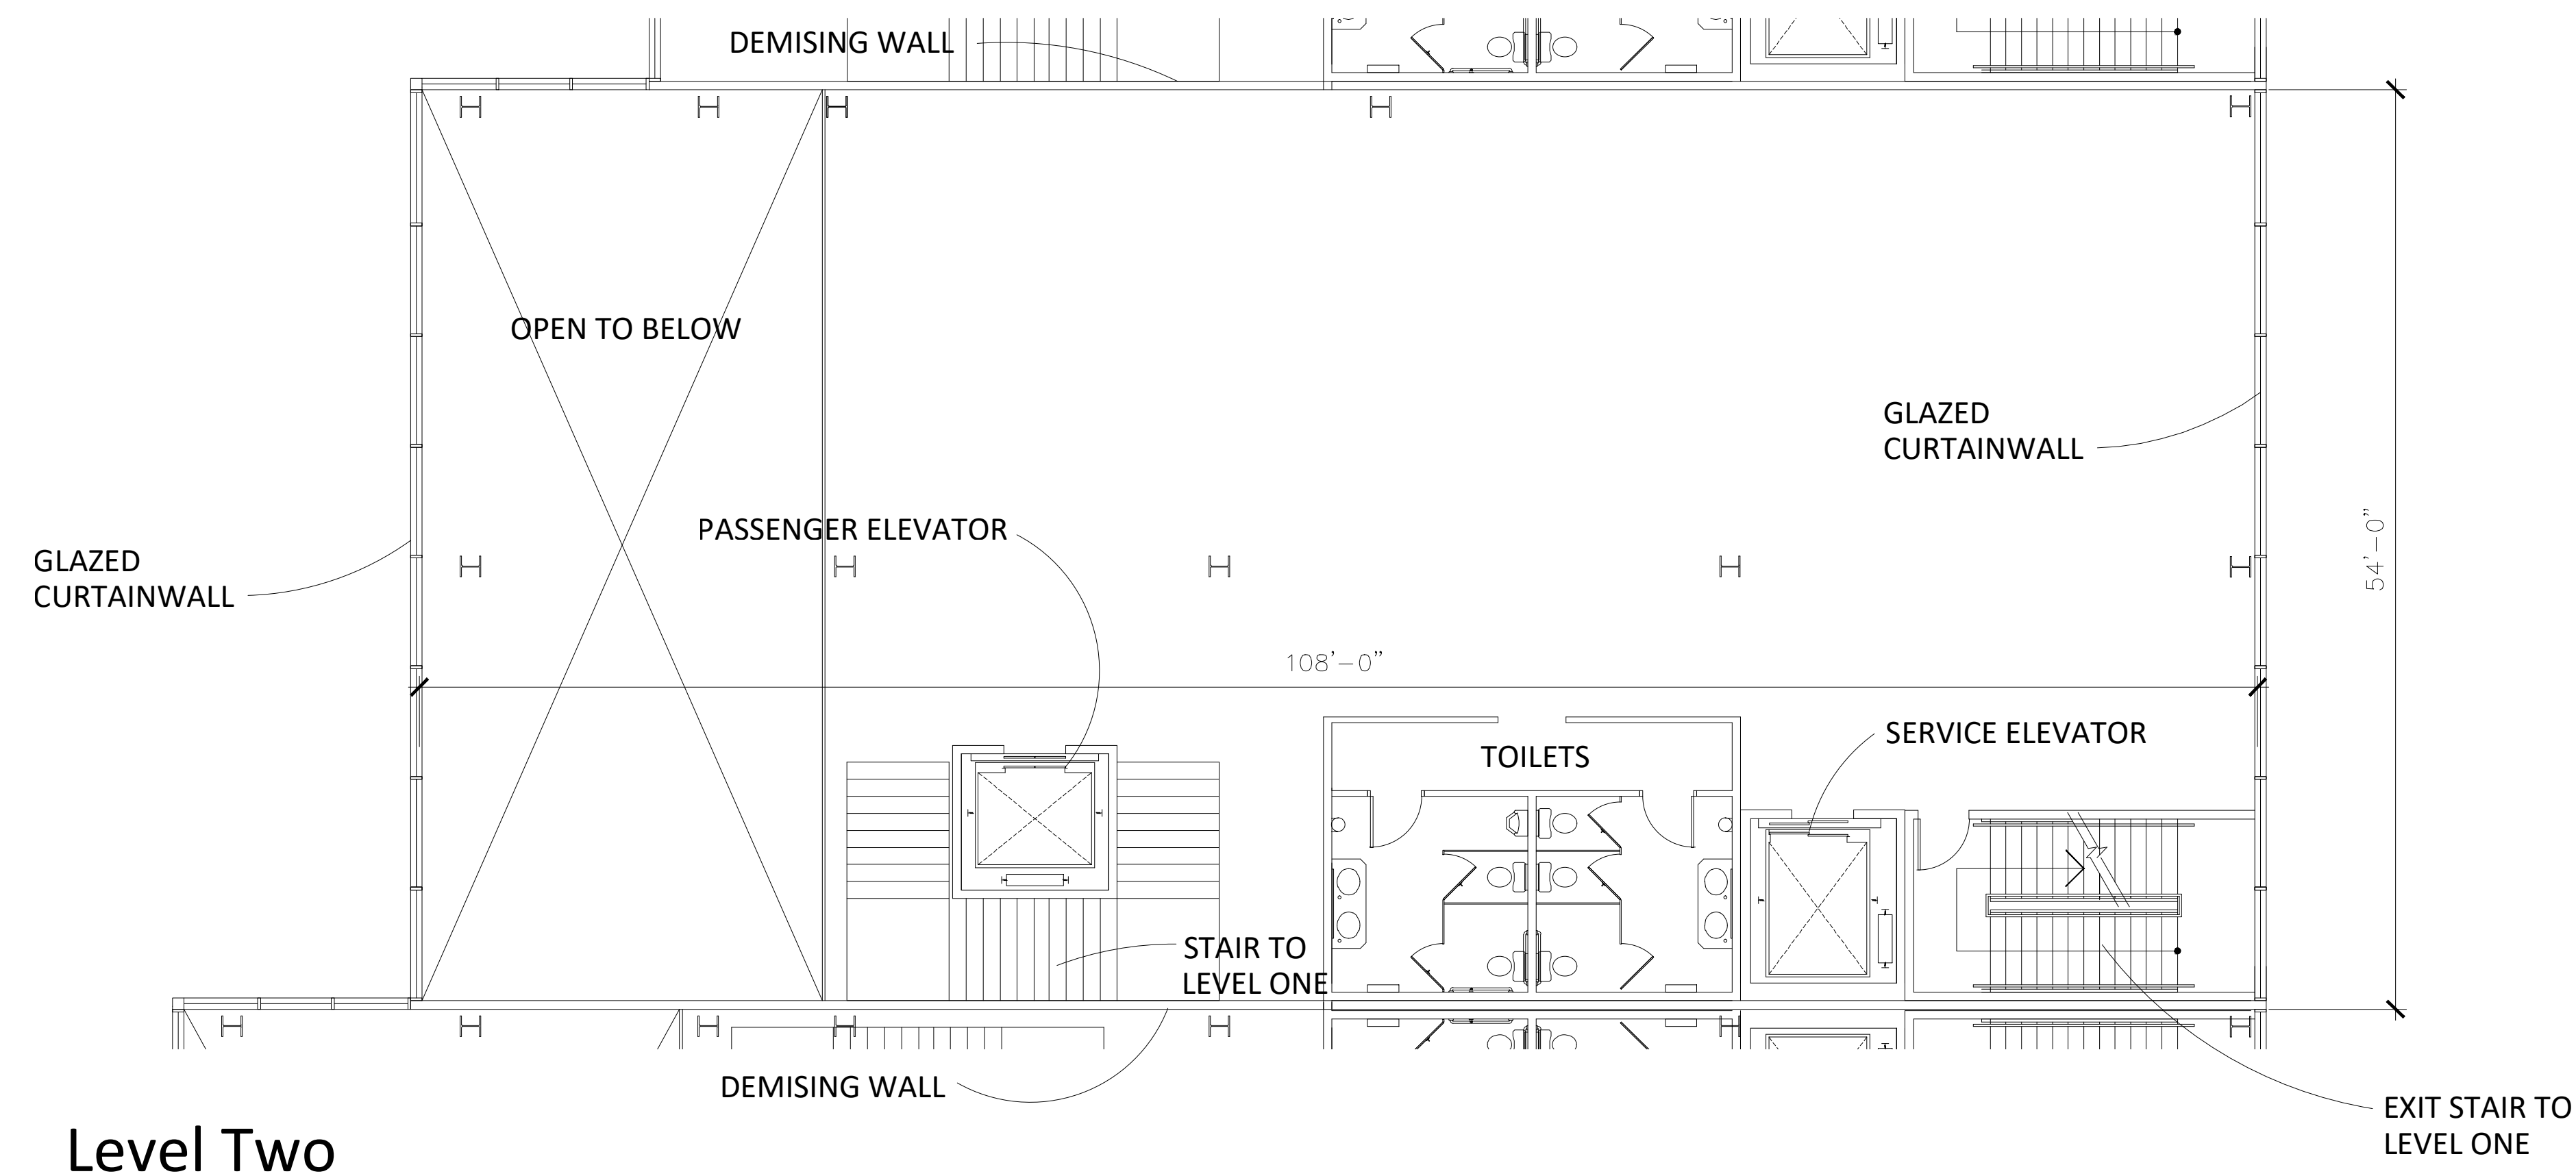 DEMISING WALL
OPEN TO BELOW
GLAZED
CURTAINWALL
PASSENGER ELEVATOR
GLAZED
CURTAINWALL
54'-0"
108'-0"
SERVICE ELEVATOR
TOILETS
STAIR TO
LEVEL ONE
DEMISING WALL
EXIT STAIR TO
LEVEL ONE
Level Two